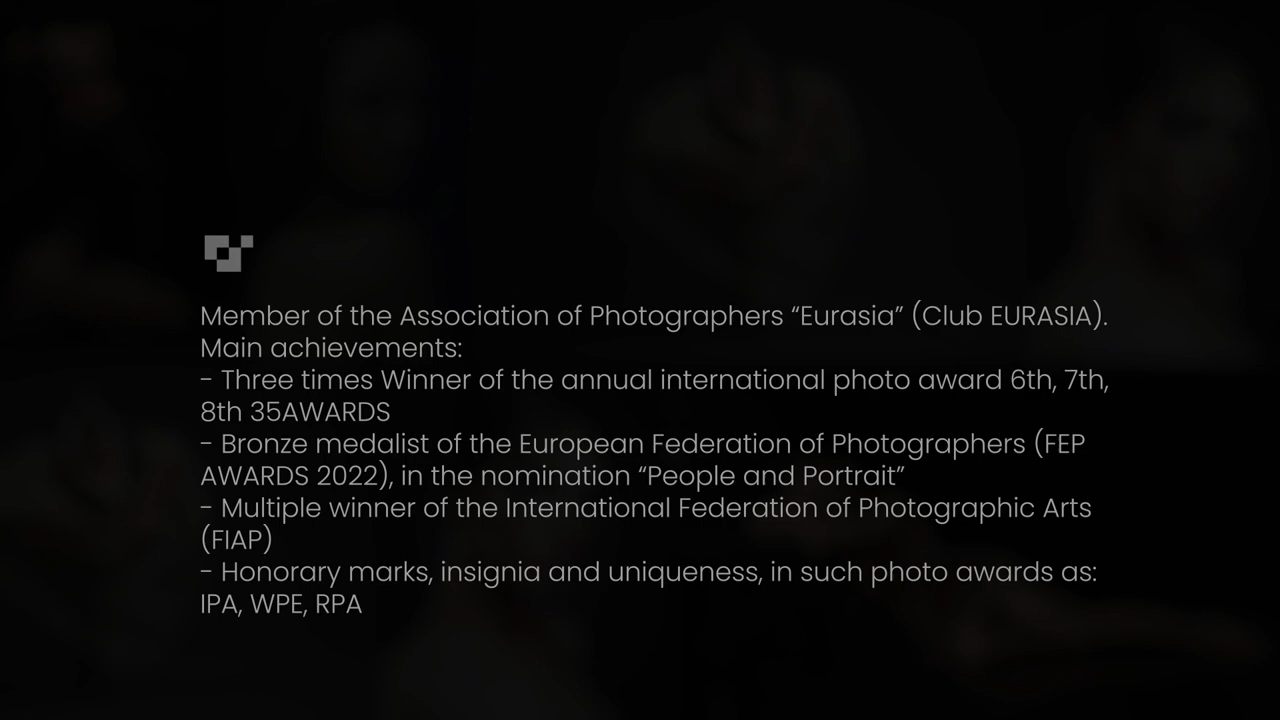 Member of the Association of Photographers “Eurasia” (Club EURASIA).
Main achievements:
- Three times Winner of the annual international photo award 6th, 7th,
8th 35AWARDS
- Bronze medalist of the European Federation of Photographers (FEP
AWARDS 2022), in the nomination “People and Portrait”
- Multiple winner of the International Federation of Photographic Arts
(FIAP)
- Honorary marks, insignia and uniqueness, in such photo awards as:
IPA, WPE, RPA